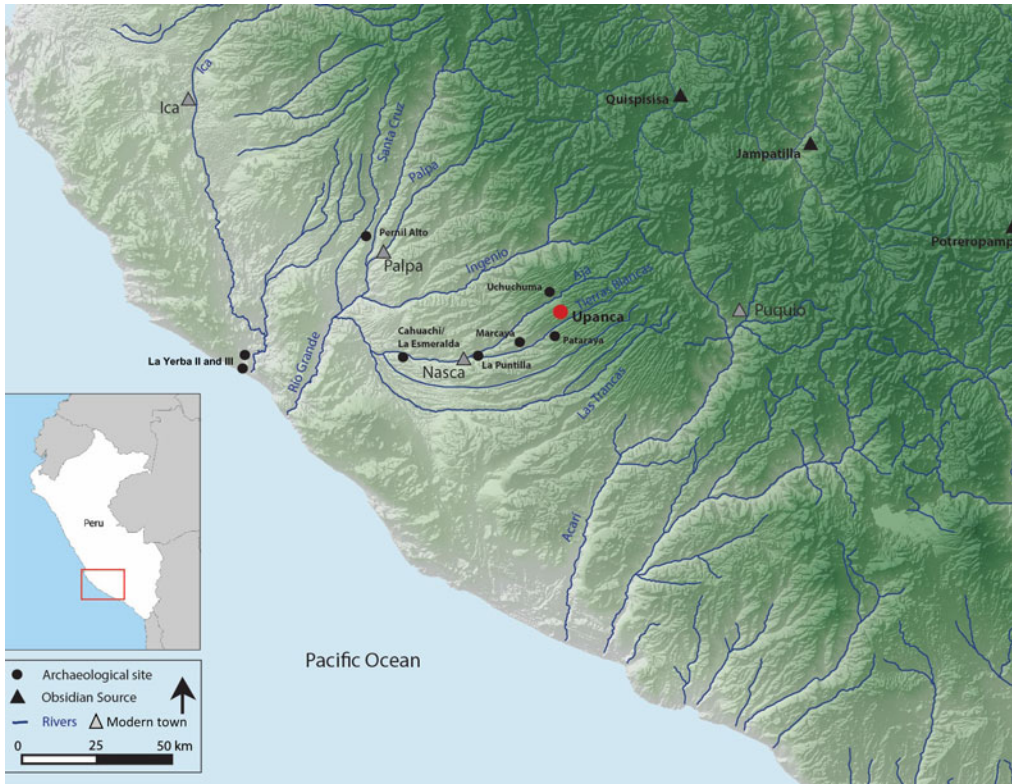 Ica
Ica
Santa Cruz
Palpa
Quispisisa
Jampatilla
Potreropamp
Pernil Alto
Palpa
Ingenio
Aja
Uchuchuma
Tierras Blancas
Upanca
Puquio
Cahuachi/
La Esmeralda
Marcaya
Pataraya
La Puntilla
Nasca
La Yerba II and III
Rio Grande
Las Trancas
Acari
Peru
Pacific Ocean
Archaeological site
Obsidian Source
Rivers
Modern town
0 25 50 km